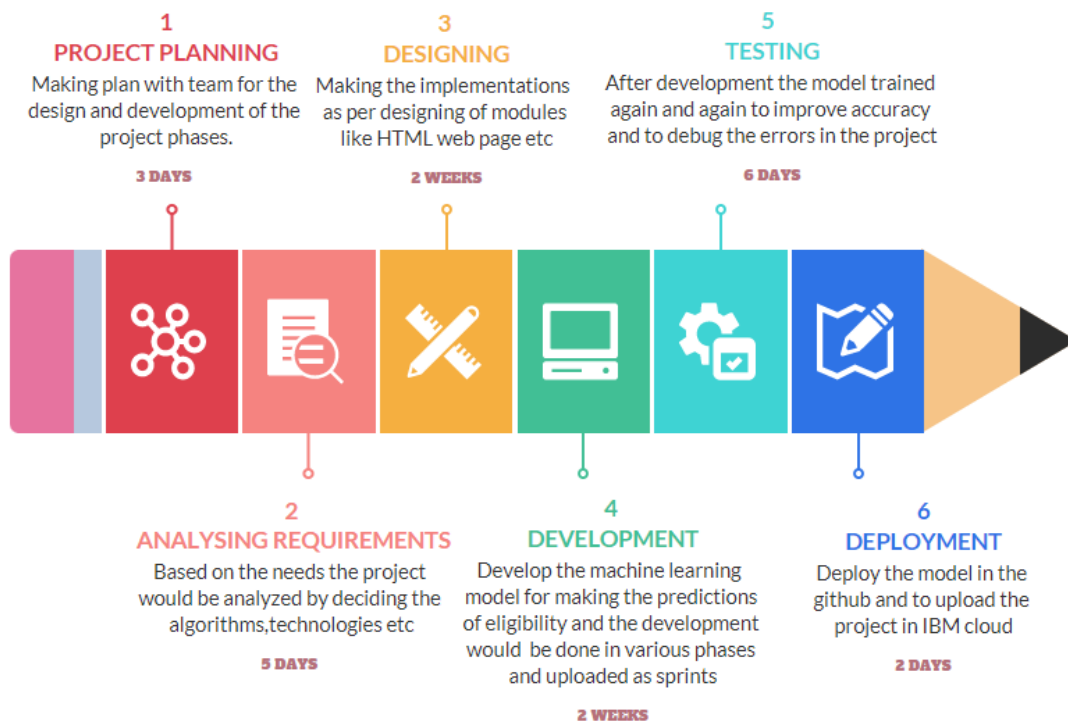 1
PROJECT PLANNING
Making plan with team for the
design and development of the
project phases.
3 DAYS
2
ANALYSING REQUIREMENTS
Based on the needs the project
would be analyzed by deciding the
algorithms,technologies etc
5 DAYS
3
DESIGNING
Making the implementations
as per designing of modules
like HTML web page etc
2 WEEKS
4
DEVELOPMENT
Develop the machine learning
model for making the predictions
of eligibility and the development
would be done in various phases
and uploaded as sprints
2 WEEKS
5
TESTING
After development the model trained
again and again to improve accuracy
and to debug the errors in the project
6 DAYS
6
DEPLOYMENT
Deploy the model in the
github and to upload the
project in IBM cloud
2 DAYS